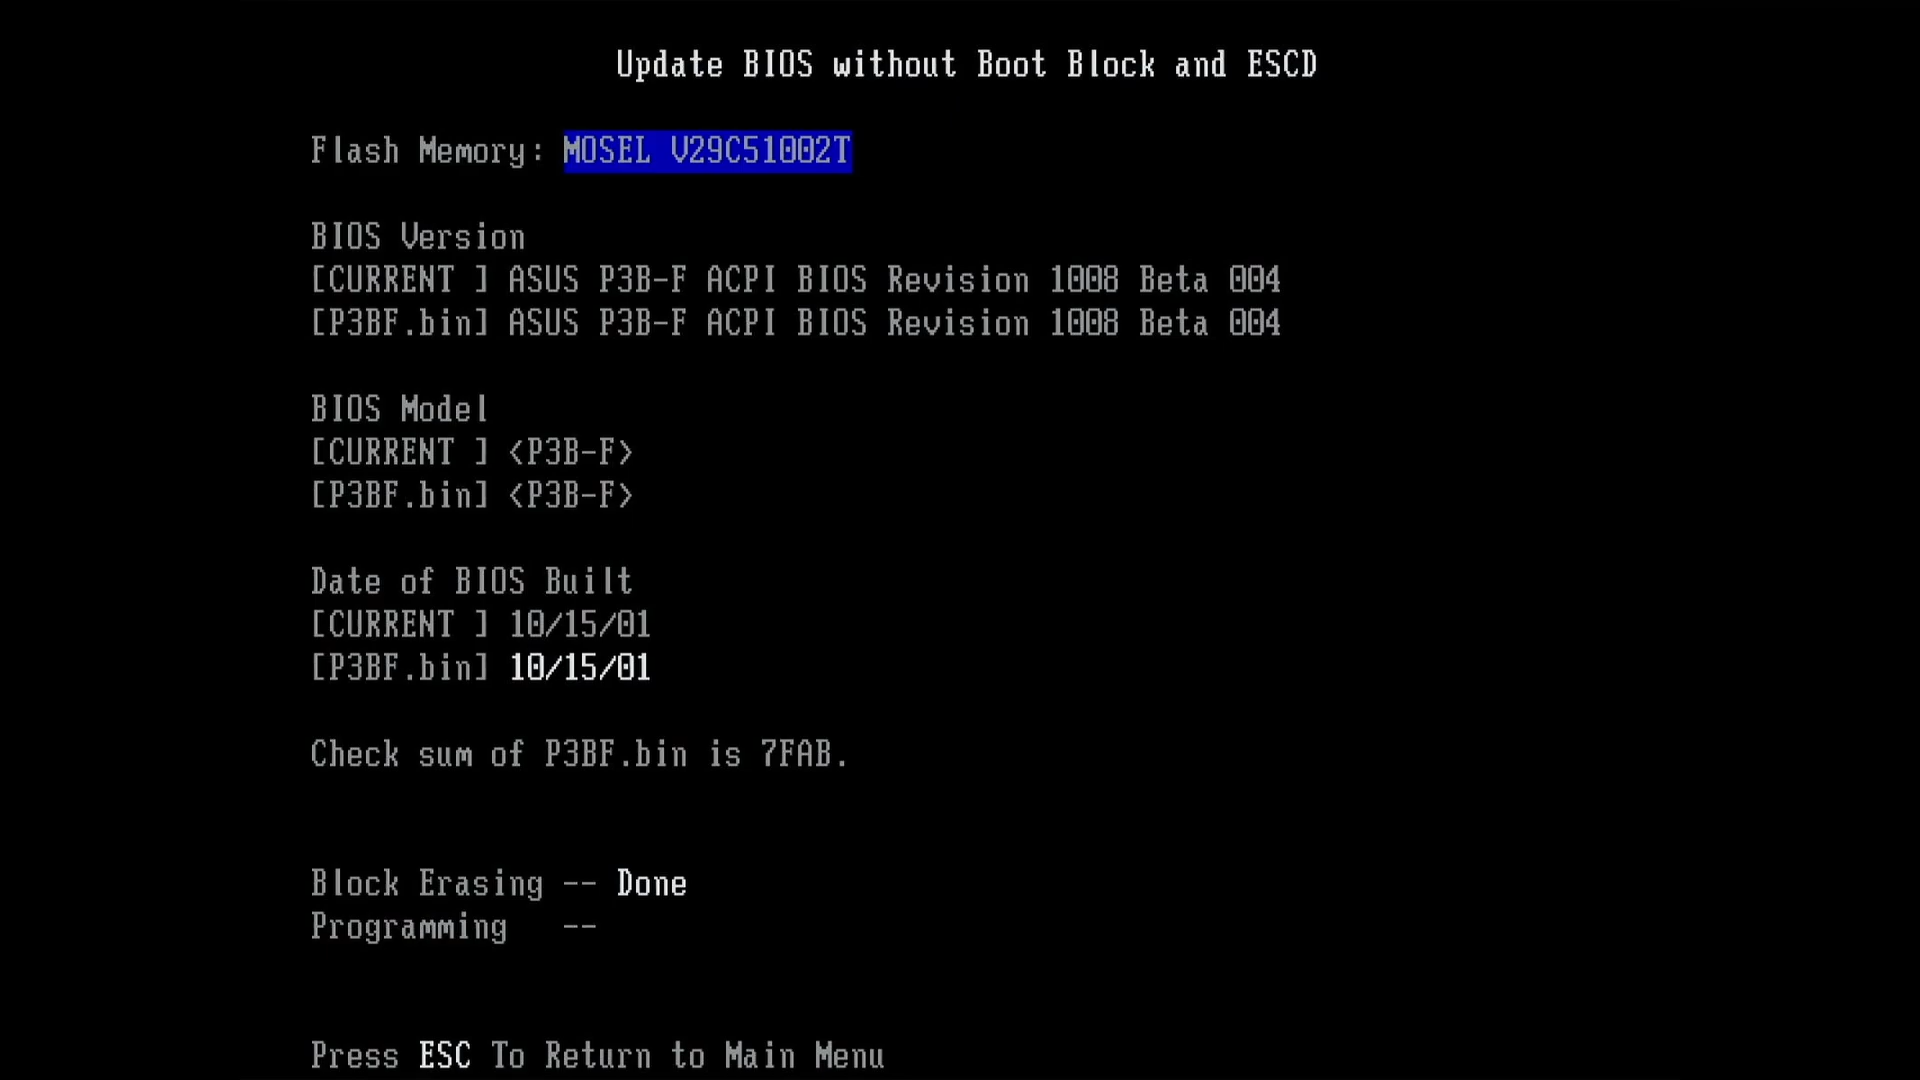 Update BIOS without Boot Block and ESCD
Flash Memory: MOSEL V29C51002T
BIOS Version
[CURRENT ] ASUS P3B-F ACPI BIOS Revision 1008 Beta 004
[P3BF.bin] ASUS P3B-F ACPI BIOS Revision 1008 Beta 004
BIOS Model
[CURRENT ] <P3B-F>
[P3BF.bin] <P3B-F>
Date of BIOS Built
[CURRENT ] 10/15/01
[P3BF.bin] 10/15/01
Check sum of P3BF.bin is 7FAB.
Block Erasing -- Done
Programming   --
Press ESC To Return to Main Menu